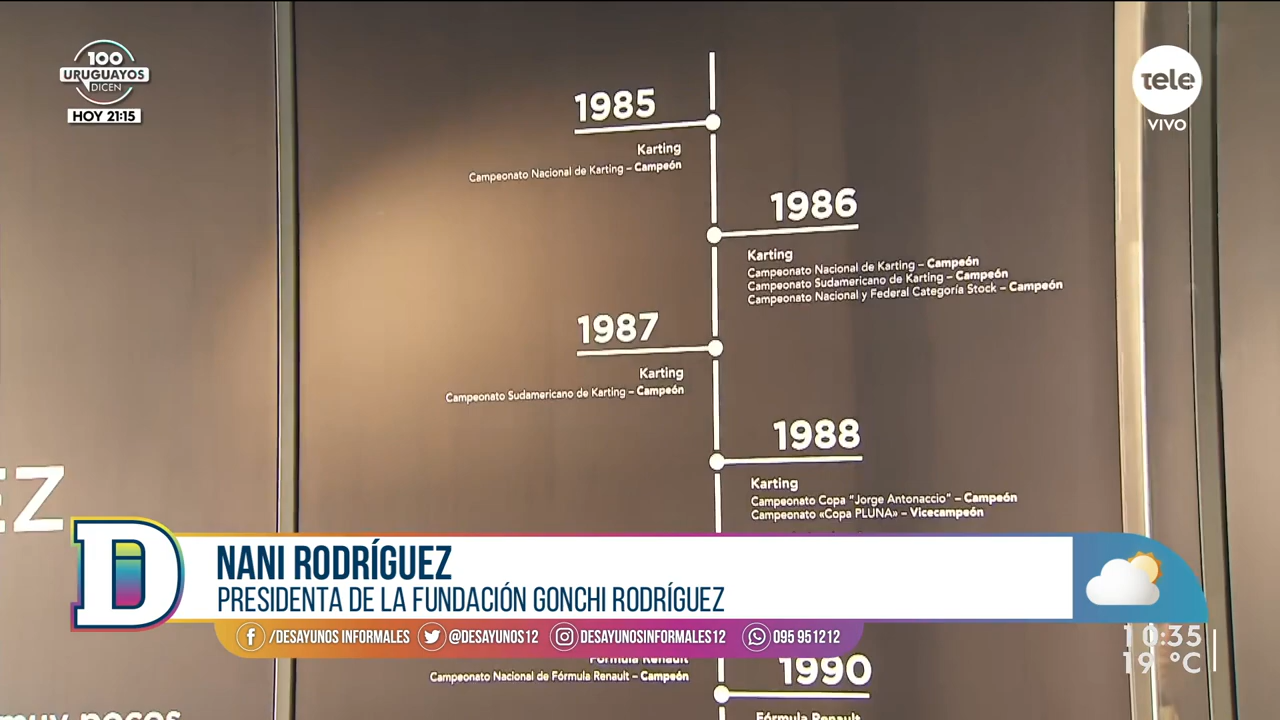 100
URUGUAYOS
DICEN
HOY 21:15
tele
VIVO
1985
Karting
Campeonato Nacional de Karting – Campeón
1986
Karting
Campeonato Nacional de Karting – Campeón
Campeonato Sudamericano de Karting – Campeón
Campeonato Nacional y Federal Categoría Stock – Campeón
1987
Karting
Campeonato Sudamericano de Karting – Campeón
1988
Karting
Campeonato Copa "Jorge Antonaccio" – Campeón
Campeonato «Copa PLUNA» – Vicecampeón
EZ
D
NANI RODRÍGUEZ
PRESIDENTA DE LA FUNDACIÓN GONCHI RODRÍGUEZ
/DESAYUNOS INFORMALES @DESAYUNOS12 DESAYUNOSINFORMALES12 095 951212
10:35
19 °C
Fórmula Renault
Campeonato Nacional de Fórmula Renault – Campeón
1990
Fórmula Renault
muy pocos